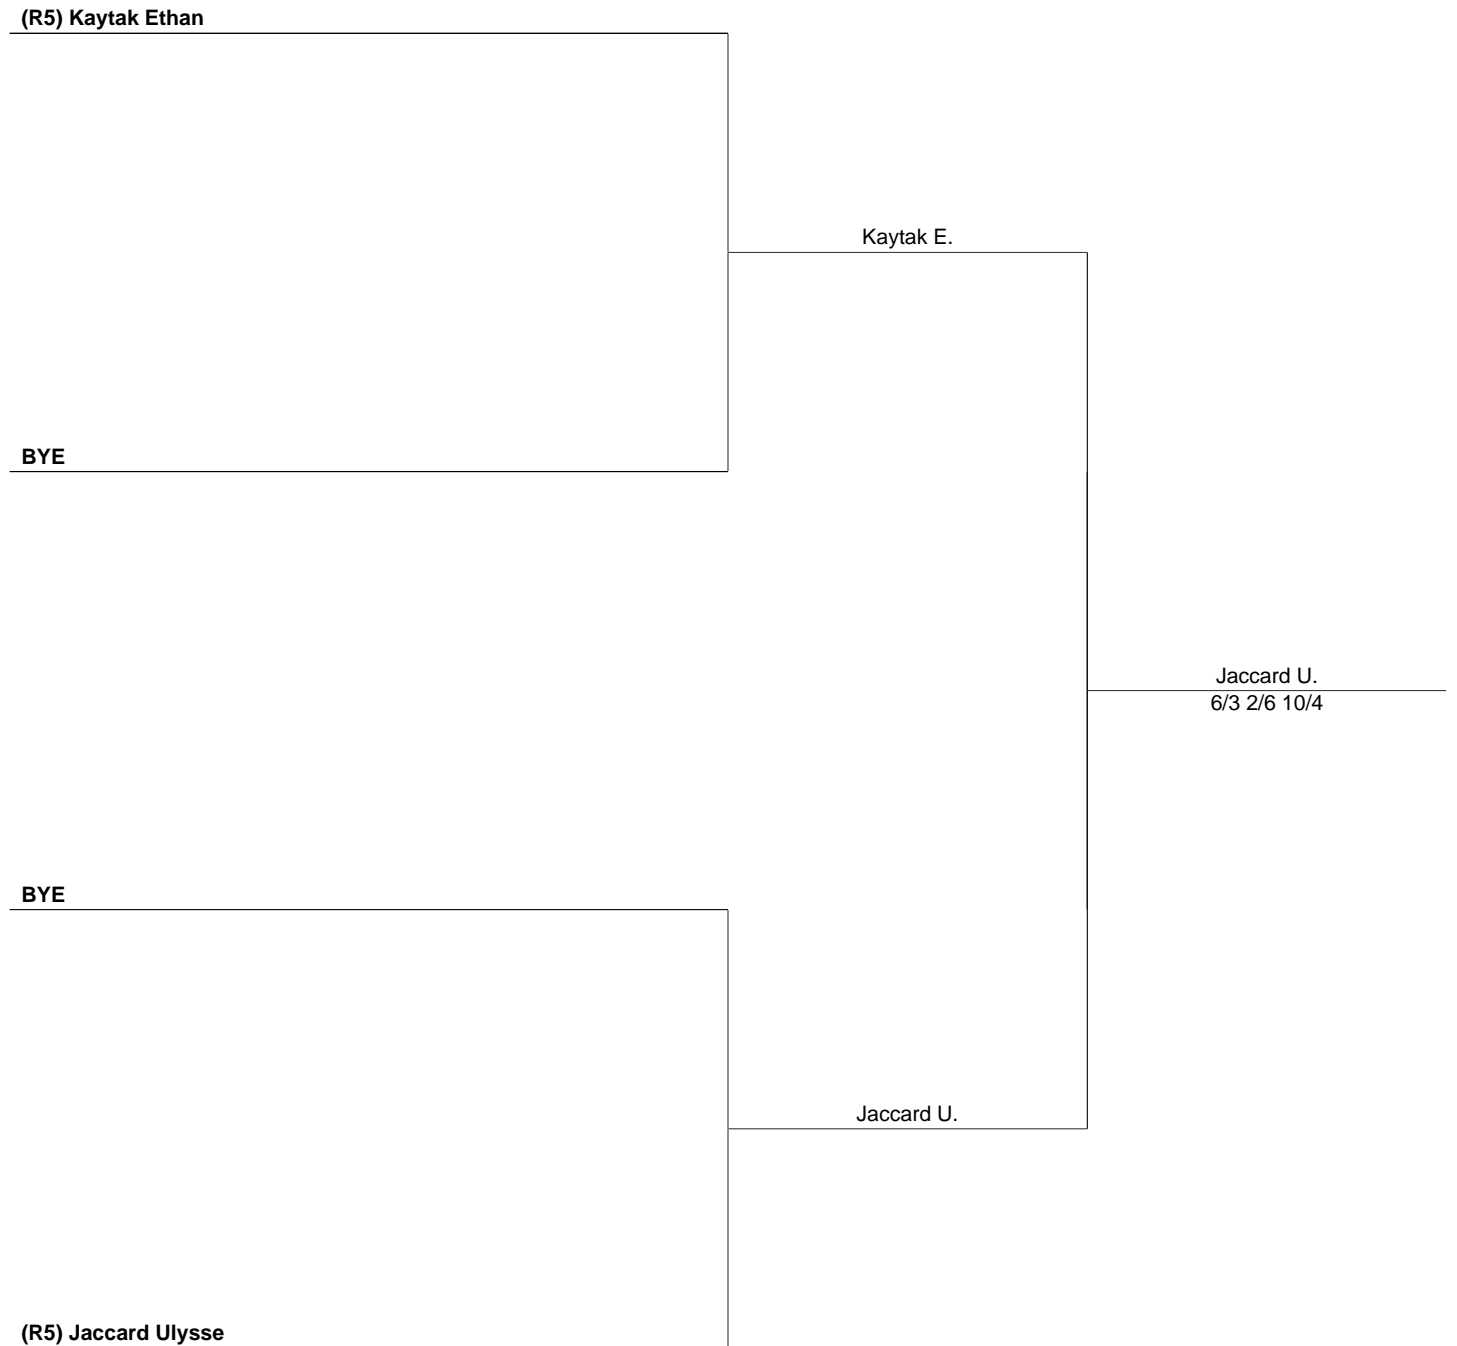 (R5) Kaytak Ethan
Kaytak E.
BYE
Jaccard U.
6/3 2/6 10/4
BYE
Jaccard U.
(R5) Jaccard Ulysse